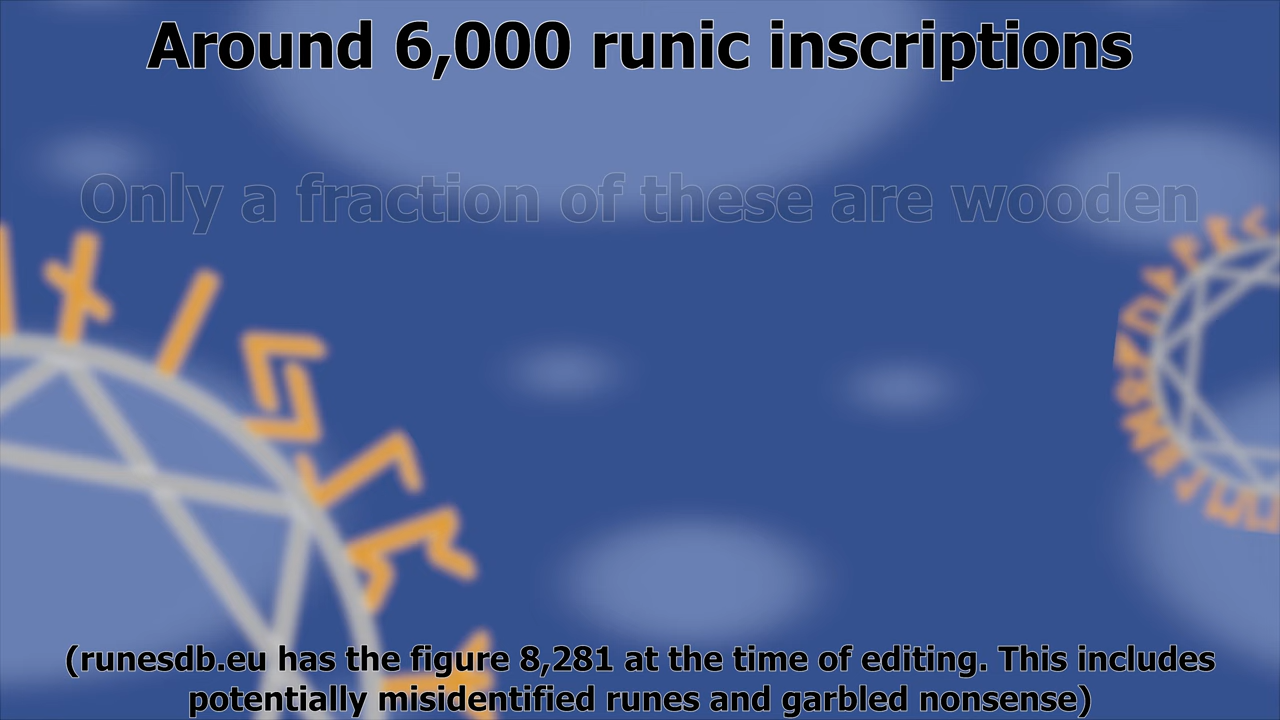 Around 6,000 runic inscriptions
Only a fraction of these are wooden
(runesdb.eu has the figure 8,281 at the time of editing. This includes
potentially misidentified runes and garbled nonsense)